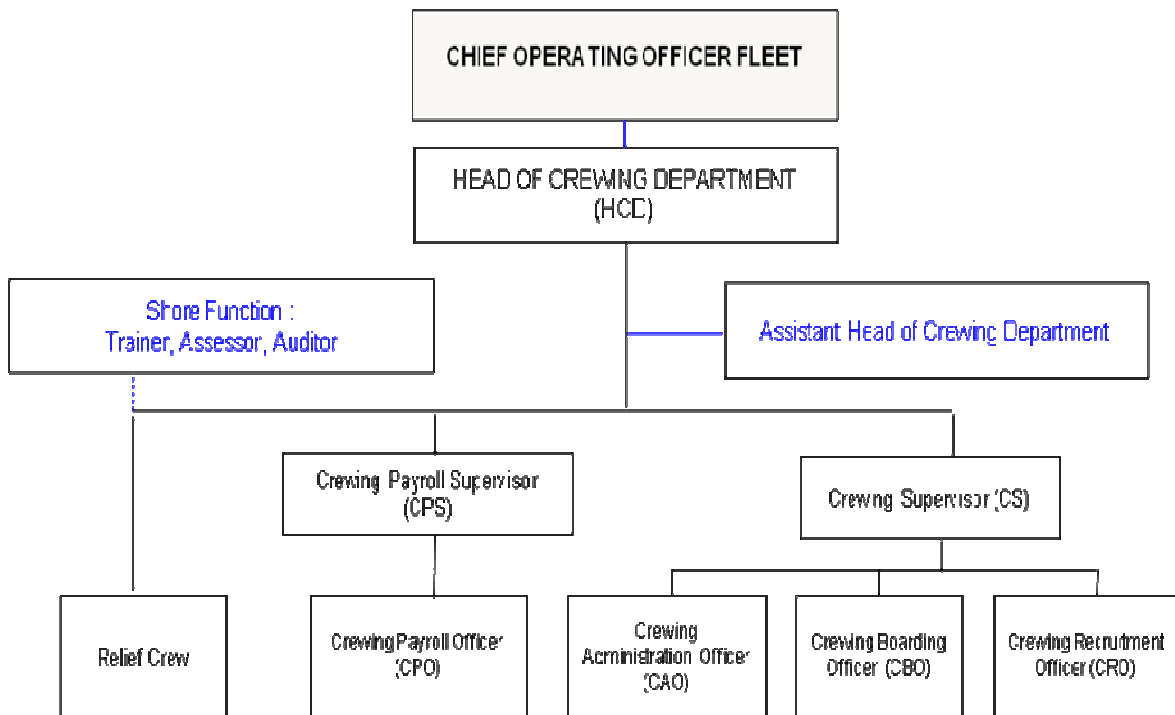 CHIEF OPERATING OFFICER FLEET
HEAD OF CREWING DEPARTMENT
(HCD)
Shore Function :
Trainer, Assessor, Auditor
Assistant Head of Crewing Department
Crewing Payroll Supervisor
(CPS)
Crewing Supervisor (CS)
Relief Crew
Crewing Payroll Officer
(CPO)
Crewing
Administration Officer
(CAO)
Crewing Boarding
Officer (CBO)
Crewing Recruitment
Officer (CRO)